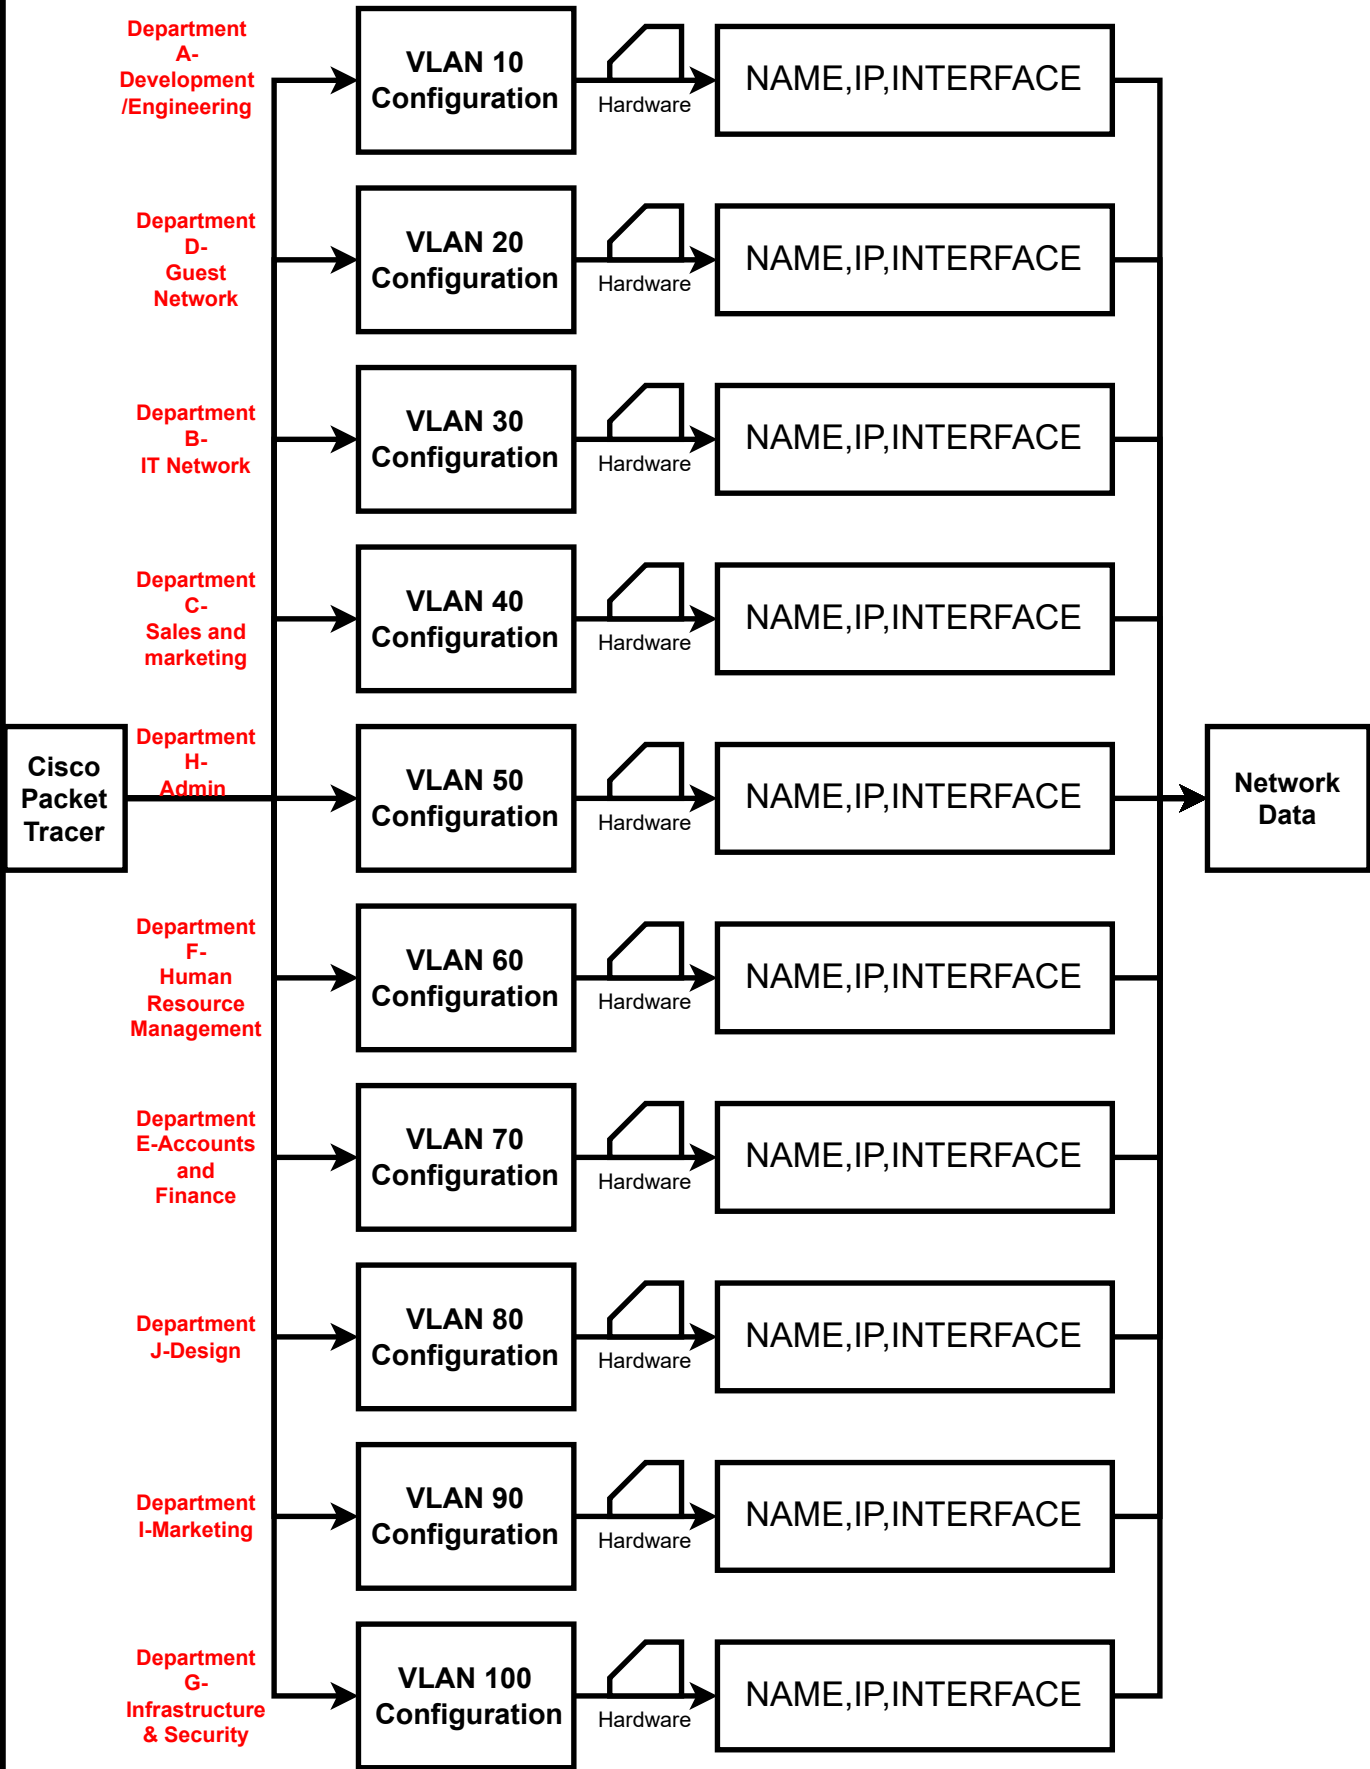 Department
A-
Development
/Engineering
VLAN 10
Configuration
Hardware
NAME,IP,INTERFACE
Department
D-
Guest
Network
VLAN 20
Configuration
Hardware
NAME,IP,INTERFACE
Department
B-
IT Network
VLAN 30
Configuration
Hardware
NAME,IP,INTERFACE
Department
C-
Sales and
marketing
VLAN 40
Configuration
Hardware
NAME,IP,INTERFACE
Cisco
Packet
Tracer
Department
H-
Admin
VLAN 50
Configuration
Hardware
NAME,IP,INTERFACE
Network
Data
Department
F-
Human
Resource
Management
VLAN 60
Configuration
Hardware
NAME,IP,INTERFACE
Department
E-Accounts
and
Finance
VLAN 70
Configuration
Hardware
NAME,IP,INTERFACE
Department
J-Design
VLAN 80
Configuration
Hardware
NAME,IP,INTERFACE
Department
I-Marketing
VLAN 90
Configuration
Hardware
NAME,IP,INTERFACE
Department
G-
Infrastructure
& Security
VLAN 100
Configuration
Hardware
NAME,IP,INTERFACE